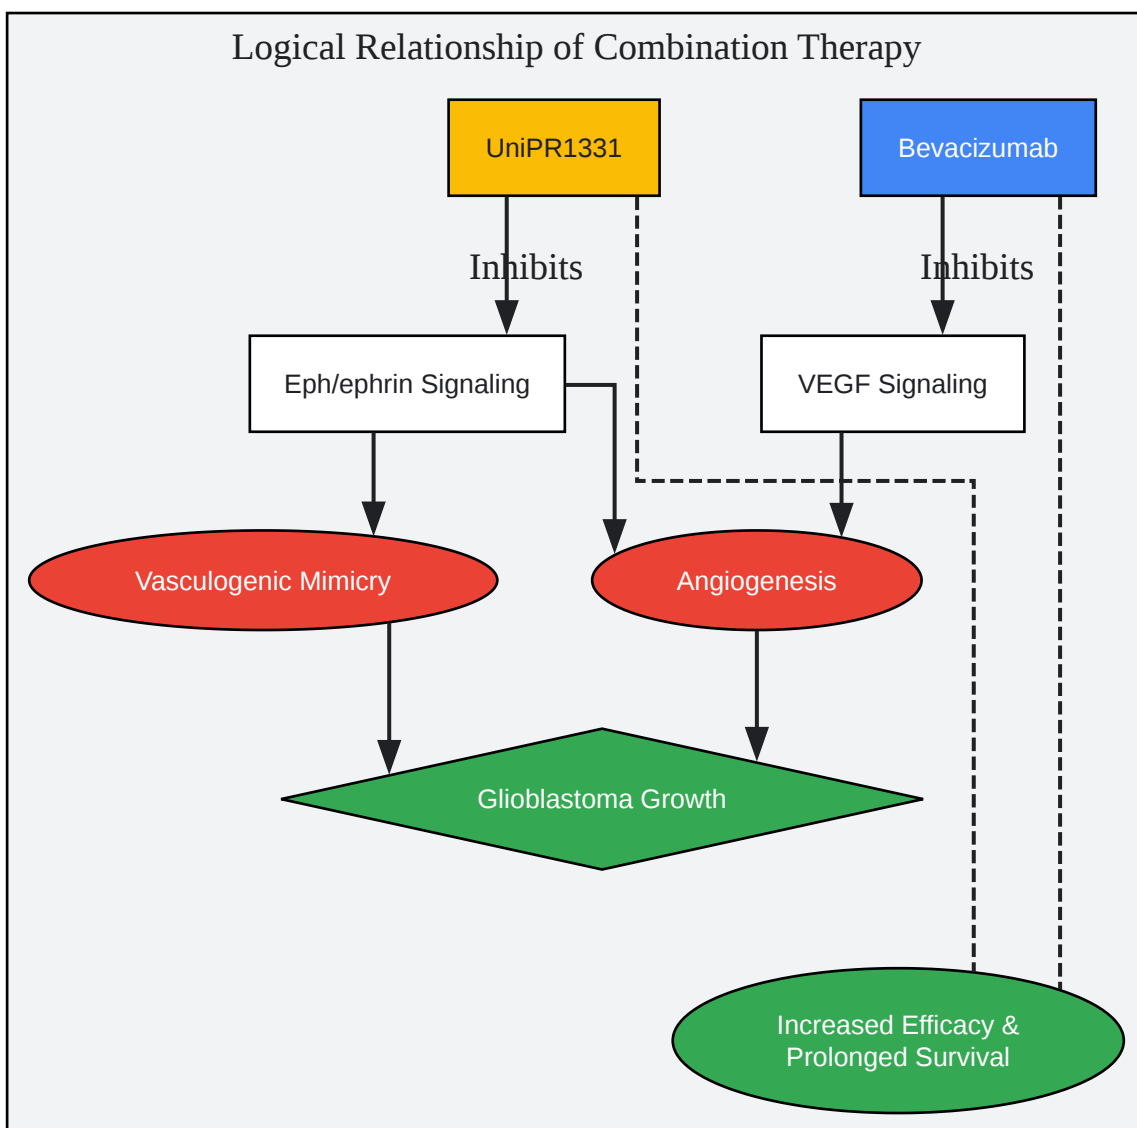 Logical Relationship of Combination Therapy
UniPR1331
Bevacizumab
Inhibits
Inhibits
Eph/ephrin Signaling
VEGF Signaling
Vasculogenic Mimicry
Angiogenesis
Glioblastoma Growth
Increased Efficacy &
Prolonged Survival